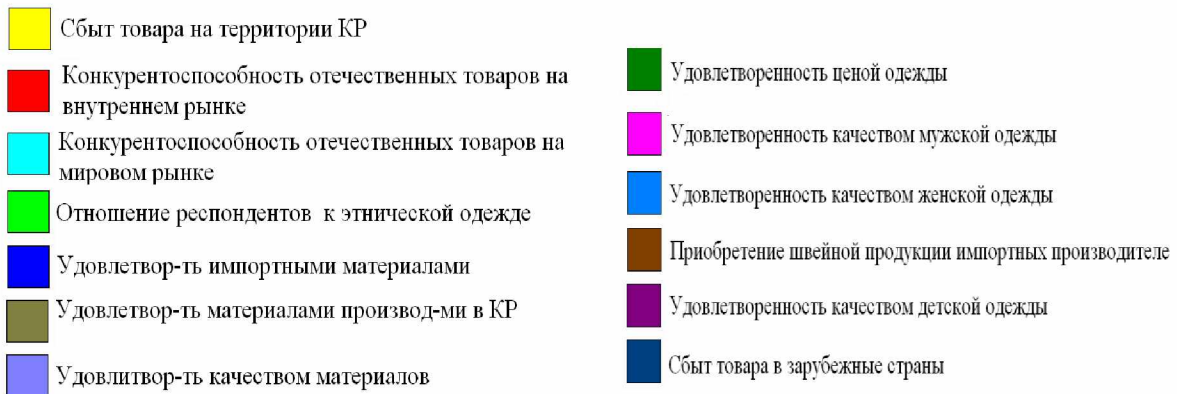 Сбыт товара на территории КР
Конкурентоспособность отечественных товаров на
внутреннем рынке
Конкурентоспособность отечественных товаров на
мировом рынке
Отношение респондентов к этнической одежде
Удовлетвор-ть импортными материалами
Удовлетвор-ть материалами производ-ми в КР
Удовлитвор-ть качеством материалов
Удовлетворенность ценой одежды
Удовлетворенность качеством мужской одежды
Удовлетворенность качеством женской одежды
Приобретение швейной продукции импортных производителе
Удовлетворенность качеством детской одежды
Сбыт товара в зарубежные страны